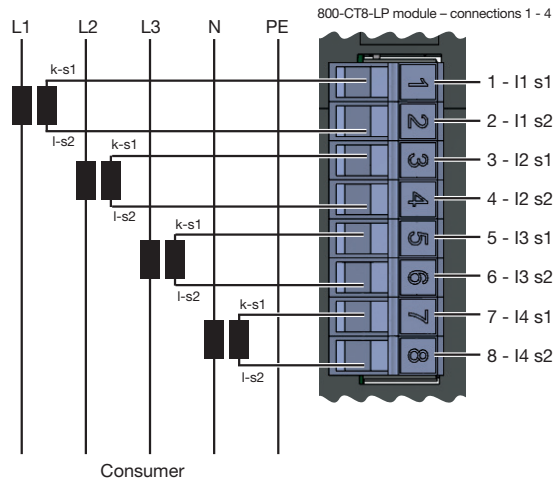 800-CT8-LP module – connections 1 - 4
L1 L2 L3 N PE
k-s1
1 1 - I1 s1
l-s2
2 2 - I1 s2
k-s1
3 3 - I2 s1
l-s2
4 4 - I2 s2
k-s1
5 5 - I3 s1
l-s2
6 6 - I3 s2
k-s1
7 7 - I4 s1
l-s2
8 8 - I4 s2
Consumer